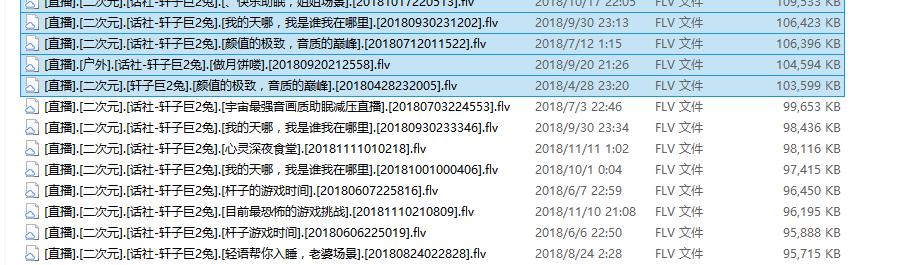 [直播].[二次元].[话社-轩子巨2兔].[、快乐助眠，姐姐场景].[20181017220513].flv 2018/10/17 22:05 FLV 文件 109,533 KB
[直播].[二次元].[话社-轩子巨2兔].[我的天哪，我是谁我在哪里].[20180930231202].flv 2018/9/30 23:13 FLV 文件 106,423 KB
[直播].[二次元].[话社-轩子巨2兔].[颜值的极致，音质的巅峰].[20180712011522].flv 2018/7/12 1:15 FLV 文件 106,396 KB
[直播].[户外].[话社-轩子巨2兔].[做月饼喽].[20180920212558].flv 2018/9/20 21:26 FLV 文件 104,594 KB
[直播].[二次元].[轩子巨2兔].[颜值的极致，音质的巅峰].[20180428232005].flv 2018/4/28 23:20 FLV 文件 103,599 KB
[直播].[二次元].[话社-轩子巨2兔].[宇宙最强音画质助眠减压直播].[20180703224553].flv 2018/7/3 22:46 FLV 文件 99,653 KB
[直播].[二次元].[话社-轩子巨2兔].[我的天哪，我是谁我在哪里].[20180930233346].flv 2018/9/30 23:34 FLV 文件 98,436 KB
[直播].[二次元].[话社-轩子巨2兔].[心灵深夜食堂].[20181111010218].flv 2018/11/11 1:02 FLV 文件 98,116 KB
[直播].[二次元].[话社-轩子巨2兔].[我的天哪，我是谁我在哪里].[20181001000406].flv 2018/10/1 0:04 FLV 文件 97,415 KB
[直播].[二次元].[话社-轩子巨2兔].[杆子的游戏时间].[20180607225816].flv 2018/6/7 22:59 FLV 文件 96,450 KB
[直播].[二次元].[话社-轩子巨2兔].[目前最恐怖的游戏挑战].[20181110210809].flv 2018/11/10 21:08 FLV 文件 96,195 KB
[直播].[二次元].[话社-轩子巨2兔].[杆子游戏时间].[20180606225019].flv 2018/6/6 22:50 FLV 文件 95,888 KB
[直播].[二次元].[话社-轩子巨2兔].[轻语帮你入睡，老婆场景].[20180824022828].flv 2018/8/24 2:28 FLV 文件 95,715 KB